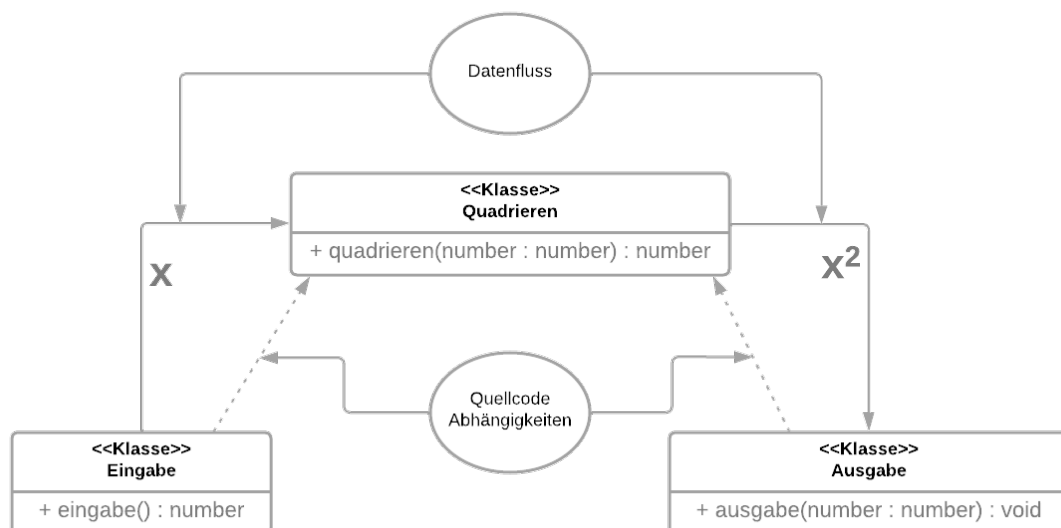 Datenfluss
<<Klasse>>
Quadrieren
+ quadrieren(number : number) : number
x
x²
Quellcode
Abhängigkeiten
<<Klasse>>
Eingabe
+ eingabe() : number
<<Klasse>>
Ausgabe
+ ausgabe(number : number) : void